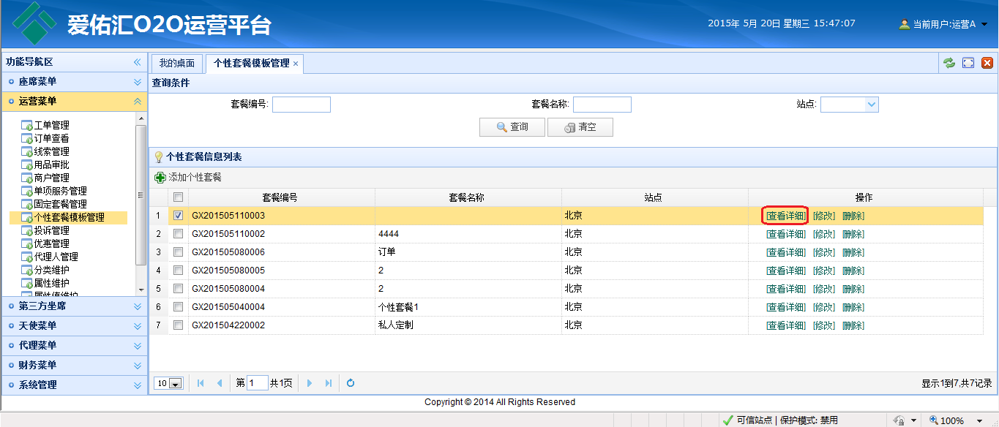 爱佑汇O2O运营平台
2015年 5月 20日 星期三 15:47:07
当前用户:运营A
功能导航区
座席菜单
运营菜单
工单管理
订单查看
线索管理
用品审批
商户管理
单项服务管理
固定套餐管理
个性套餐模板管理
投诉管理
优惠管理
代理人管理
分类维护
属性维护
属性值维护
第三方坐席
天使菜单
代理菜单
财务菜单
系统管理
我的桌面 个性套餐模板管理 ×
查询条件
套餐编号: 套餐名称: 站点:
查询 清空
个性套餐信息列表
添加个性套餐
套餐编号 套餐名称 站点 操作
1 GX201505110003 北京 [查看详细] [修改] [删除]
2 GX201505110002 4444 北京 [查看详细] [修改] [删除]
3 GX201505080006 订单 北京 [查看详细] [修改] [删除]
4 GX201505080005 2 北京 [查看详细] [修改] [删除]
5 GX201505080004 2 北京 [查看详细] [修改] [删除]
6 GX201505040004 个性套餐1 北京 [查看详细] [修改] [删除]
7 GX201504220002 私人定制 北京 [查看详细] [修改] [删除]
10 第 1 共1页 显示1到7,共7记录
Copyright © 2014 All Rights Reserved
可信站点 | 保护模式: 禁用 100%